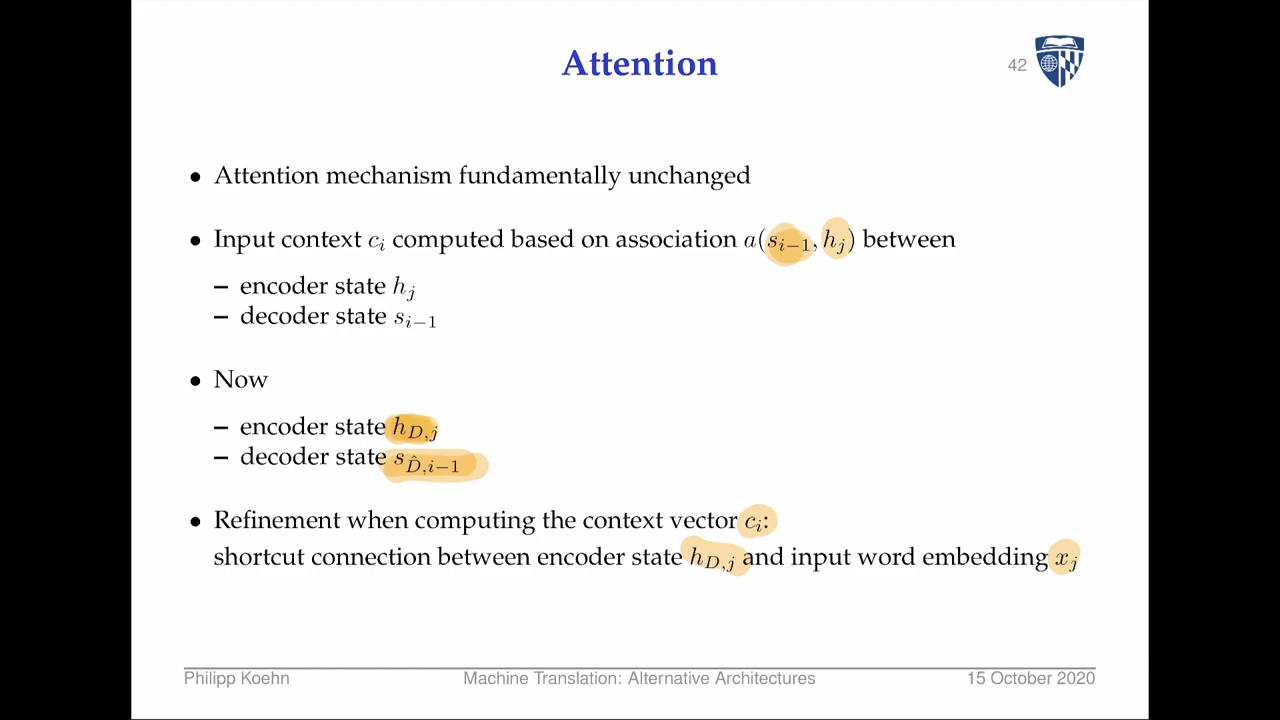 Attention
42
• Attention mechanism fundamentally unchanged
• Input context c_i computed based on association a(s_{i−1}, h_j) between
– encoder state h_j
– decoder state s_{i−1}
• Now
– encoder state h_{D,j}
– decoder state s_{D̂,i−1}
• Refinement when computing the context vector c_i:
shortcut connection between encoder state h_{D,j} and input word embedding x_j
Philipp Koehn Machine Translation: Alternative Architectures 15 October 2020